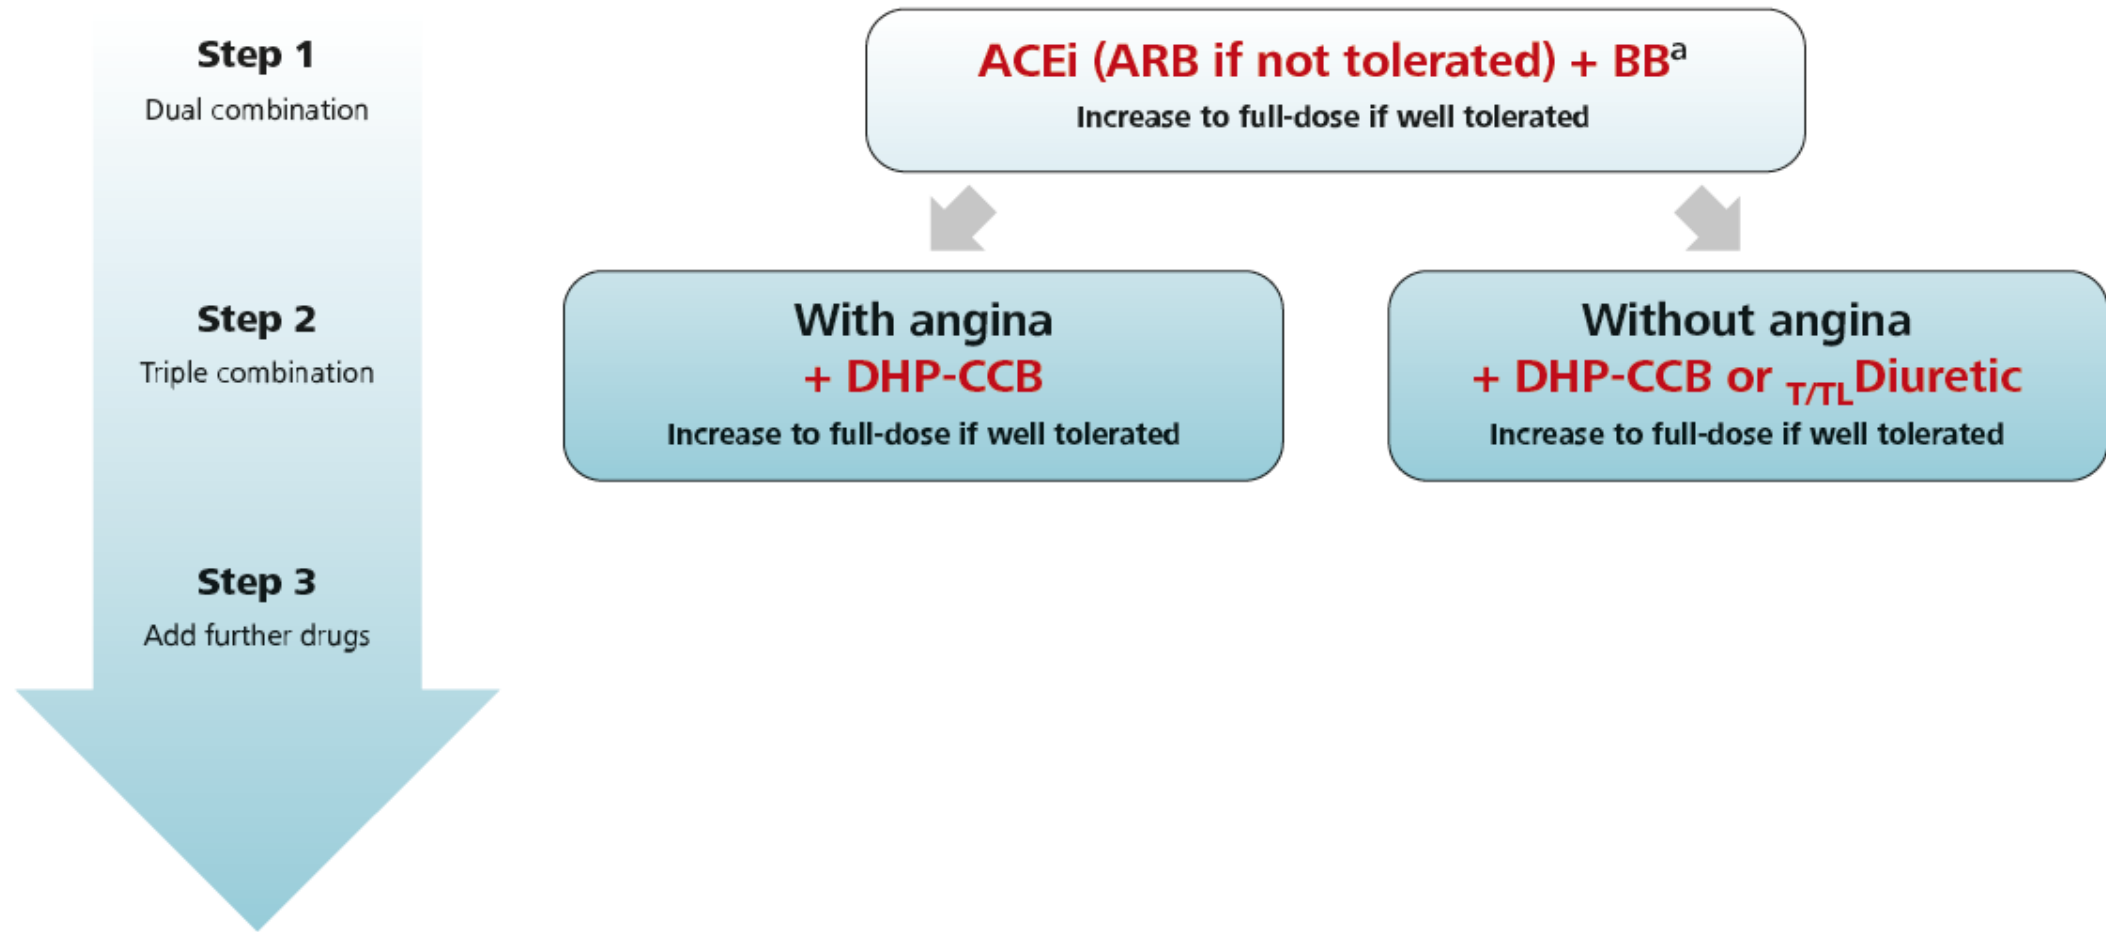 Step 1
Dual combination
ACEi (ARB if not tolerated) + BBᵃ
Increase to full-dose if well tolerated
Step 2
Triple combination
With angina
+ DHP-CCB
Increase to full-dose if well tolerated
Without angina
+ DHP-CCB or T/TLDiuretic
Increase to full-dose if well tolerated
Step 3
Add further drugs